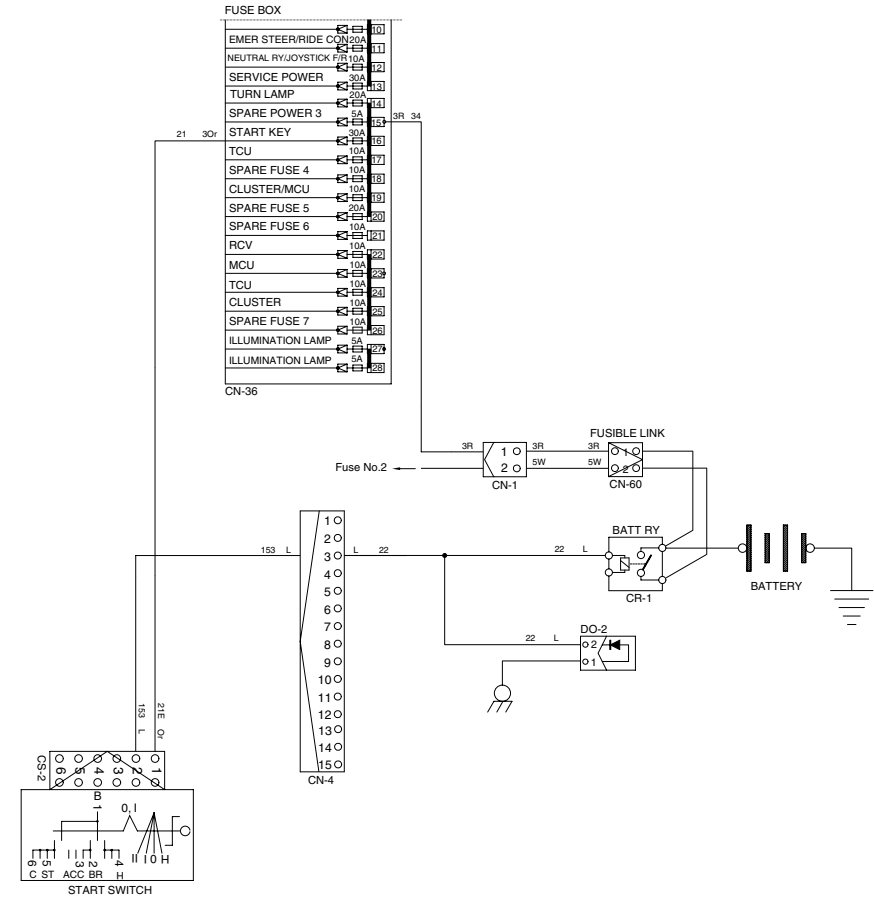 FUSE BOX
10
EMER STEER/RIDE CON 20A 11
NEUTRAL RY/JOYSTICK F/R 10A 12
SERVICE POWER 30A 13
TURN LAMP 20A 14
SPARE POWER 3 5A 15 3R 34
21 3Or START KEY 30A 16
TCU 10A 17
SPARE FUSE 4 10A 18
CLUSTER/MCU 10A 19
SPARE FUSE 5 20A 20
SPARE FUSE 6 10A 21
RCV 10A 22
MCU 10A 23
TCU 10A 24
CLUSTER 10A 25
SPARE FUSE 7 10A 26
ILLUMINATION LAMP 5A 27
ILLUMINATION LAMP 5A 28
CN-36
FUSIBLE LINK
3R 1 3R 3R 1
Fuse No.2 2 5W 5W 2
CN-1 CN-60
BATT RY
CR-1
BATTERY
153 L L 22 22 L
1
2
3
4
5
6
7
8
9
10
11
12
13
14
15
CN-4
DO-2
22 L 2
1
153 L
21E Or
CS-2
6 5 4 3 2 1
B
1
0, I
II I 0 H
6 5 3 2 4
C ST ACC BR H
START SWITCH